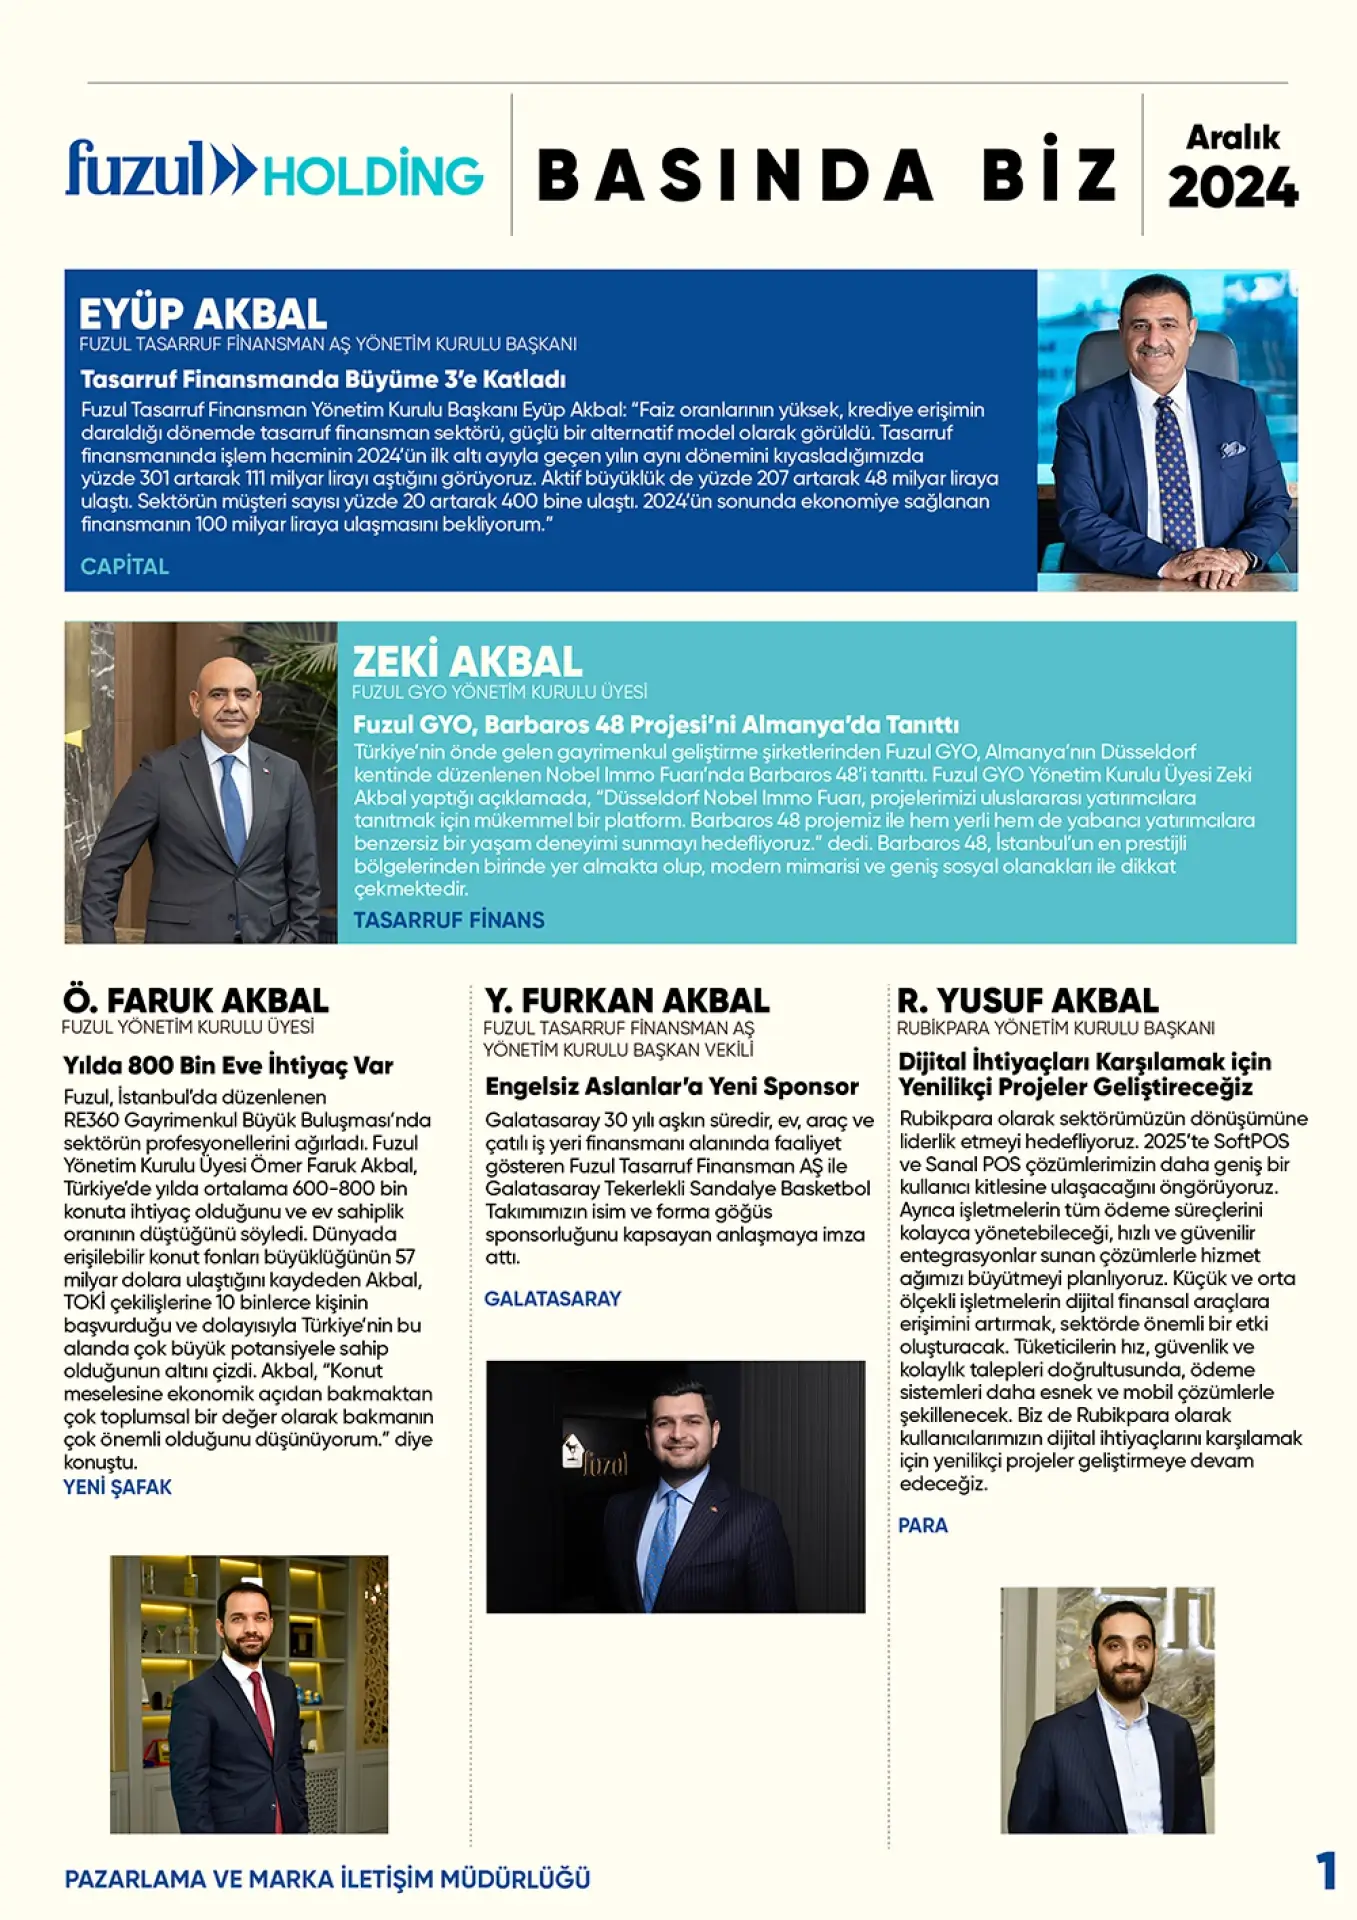 fuzul HOLDİNG
BASINDA BİZ
Aralık
2024
EYÜP AKBAL
FUZUL TASARRUF FİNANSMAN AŞ YÖNETİM KURULU BAŞKANI
Tasarruf Finansmanda Büyüme 3’e Katladı
Fuzul Tasarruf Finansman Yönetim Kurulu Başkanı Eyüp Akbal: “Faiz oranlarının yüksek, krediye erişimin
daraldığı dönemde tasarruf finansman sektörü, güçlü bir alternatif model olarak görüldü. Tasarruf
finansmanında işlem hacminin 2024’ün ilk altı ayıyla geçen yılın aynı dönemini kıyasladığımızda
yüzde 301 artarak 111 milyar lirayı aştığını görüyoruz. Aktif büyüklük de yüzde 207 artarak 48 milyar liraya
ulaştı. Sektörün müşteri sayısı yüzde 20 artarak 400 bine ulaştı. 2024’ün sonunda ekonomiye sağlanan
finansmanın 100 milyar liraya ulaşmasını bekliyorum.”
CAPİTAL
ZEKİ AKBAL
FUZUL GYO YÖNETİM KURULU ÜYESİ
Fuzul GYO, Barbaros 48 Projesi’ni Almanya’da Tanıttı
Türkiye’nin önde gelen gayrimenkul geliştirme şirketlerinden Fuzul GYO, Almanya’nın Düsseldorf
kentinde düzenlenen Nobel Immo Fuarı’nda Barbaros 48’i tanıttı. Fuzul GYO Yönetim Kurulu Üyesi Zeki
Akbal yaptığı açıklamada, “Düsseldorf Nobel Immo Fuarı, projelerimizi uluslararası yatırımcılara
tanıtmak için mükemmel bir platform. Barbaros 48 projemiz ile hem yerli hem de yabancı yatırımcılara
benzersiz bir yaşam deneyimi sunmayı hedefliyoruz.” dedi. Barbaros 48, İstanbul’un en prestijli
bölgelerinden birinde yer almakta olup, modern mimarisi ve geniş sosyal olanakları ile dikkat
çekmektedir.
TASARRUF FİNANS
Ö. FARUK AKBAL
FUZUL YÖNETİM KURULU ÜYESİ
Yılda 800 Bin Eve İhtiyaç Var
Fuzul, İstanbul’da düzenlenen
RE360 Gayrimenkul Büyük Buluşması’nda
sektörün profesyonellerini ağırladı. Fuzul
Yönetim Kurulu Üyesi Ömer Faruk Akbal,
Türkiye’de yılda ortalama 600-800 bin
konuta ihtiyaç olduğunu ve ev sahiplik
oranının düştüğünü söyledi. Dünyada
erişilebilir konut fonları büyüklüğünün 57
milyar dolara ulaştığını kaydeden Akbal,
TOKİ çekilişlerine 10 binlerce kişinin
başvurduğu ve dolayısıyla Türkiye’nin bu
alanda çok büyük potansiyele sahip
olduğunun altını çizdi. Akbal, “Konut
meselesine ekonomik açıdan bakmaktan
çok toplumsal bir değer olarak bakmanın
çok önemli olduğunu düşünüyorum.” diye
konuştu.
YENİ ŞAFAK
Y. FURKAN AKBAL
FUZUL TASARRUF FİNANSMAN AŞ
YÖNETİM KURULU BAŞKAN VEKİLİ
Engelsiz Aslanlar’a Yeni Sponsor
Galatasaray 30 yılı aşkın süredir, ev, araç ve
çatılı iş yeri finansmanı alanında faaliyet
gösteren Fuzul Tasarruf Finansman AŞ ile
Galatasaray Tekerlekli Sandalye Basketbol
Takımımızın isim ve forma göğüs
sponsorluğunu kapsayan anlaşmaya imza
attı.
GALATASARAY
fuzul
R. YUSUF AKBAL
RUBİKPARA YÖNETİM KURULU BAŞKANI
Dijital İhtiyaçları Karşılamak için
Yenilikçi Projeler Geliştireceğiz
Rubikpara olarak sektörümüzün dönüşümüne
liderlik etmeyi hedefliyoruz. 2025’te SoftPOS
ve Sanal POS çözümlerimizin daha geniş bir
kullanıcı kitlesine ulaşacağını öngörüyoruz.
Ayrıca işletmelerin tüm ödeme süreçlerini
kolayca yönetebileceği, hızlı ve güvenilir
entegrasyonlar sunan çözümlerle hizmet
ağımızı büyütmeyi planlıyoruz. Küçük ve orta
ölçekli işletmelerin dijital finansal araçlara
erişimini artırmak, sektörde önemli bir etki
oluşturacak. Tüketicilerin hız, güvenlik ve
kolaylık talepleri doğrultusunda, ödeme
sistemleri daha esnek ve mobil çözümlerle
şekillenecek. Biz de Rubikpara olarak
kullanıcılarımızın dijital ihtiyaçlarını karşılamak
için yenilikçi projeler geliştirmeye devam
edeceğiz.
PARA
PAZARLAMA VE MARKA İLETİŞİM MÜDÜRLÜĞÜ
1